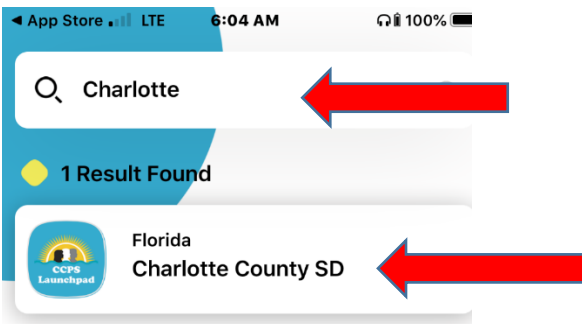 ◀ App Store LTE 6:04 AM 100%
Charlotte
1 Result Found
Florida
Charlotte County SD
CCPS
Launchpad